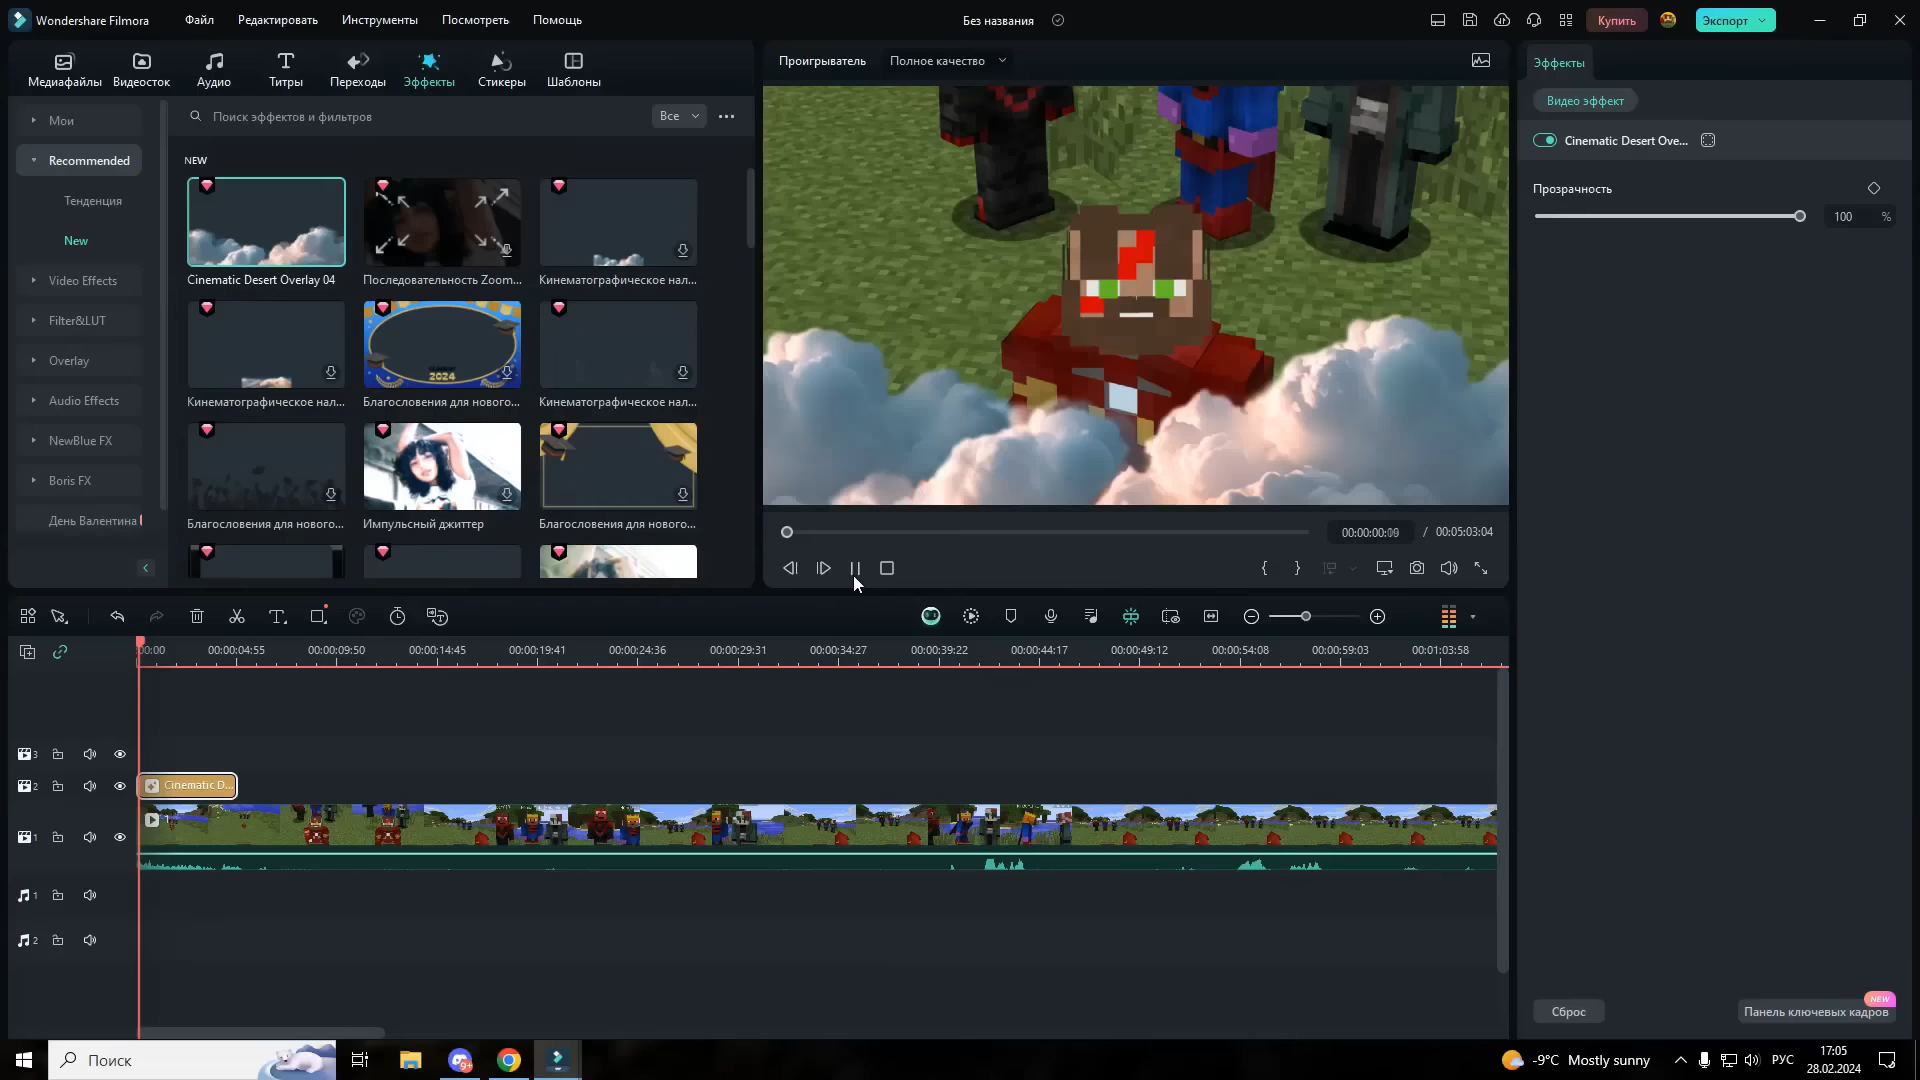 Wondershare Filmora
Файл
Редактировать
Инструменты
Посмотреть
Помощь
Без названия
Купить
Экспорт
Медиафайлы
Видеосток
Аудио
Титры
Переходы
Эффекты
Стикеры
Шаблоны
Проигрыватель
Полное качество
Эффекты
Видео эффект
Cinematic Desert Ove...
Прозрачность
100
%
Мои
Recommended
Тенденция
New
Video Effects
Filter&LUT
Overlay
Audio Effects
NewBlue FX
Boris FX
День Валентина
Поиск эффектов и фильтров
Все
NEW
Cinematic Desert Overlay 04
Последовательность Zoom...
Кинематографическое нал...
2024
Кинематографическое нал...
Благословения для нового...
Кинематографическое нал...
Благословения для нового...
Импульсный джиттер
Благословения для нового...
/
00:05:03:04
:00:00
00:00:04:55
00:00:09:50
00:00:14:45
00:00:19:41
00:00:24:36
00:00:29:31
00:00:34:27
00:00:39:22
00:00:44:17
00:00:49:12
00:00:54:08
00:00:59:03
00:01:03:58
3
2
Cinematic D...
1
1
1
2
Сброс
NEW
Панель ключевых кадров
Поиск
9+
-9°C Mostly sunny
РУС
17:05
28.02.2024